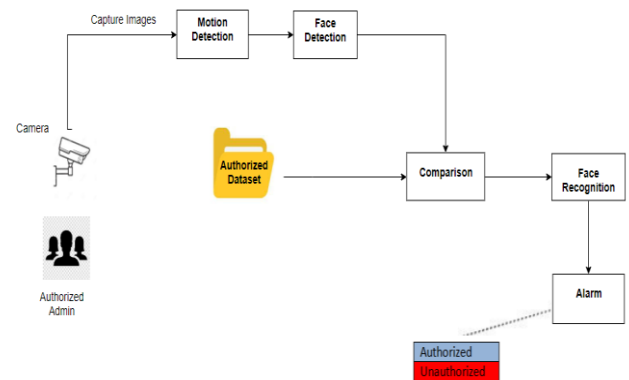 Capture Images
Motion
Detection
Face
Detection
Camera
Authorized
Dataset
Comparison
Face
Recognition
Authorized
Admin
Alarm
Authorized
Unauthorized